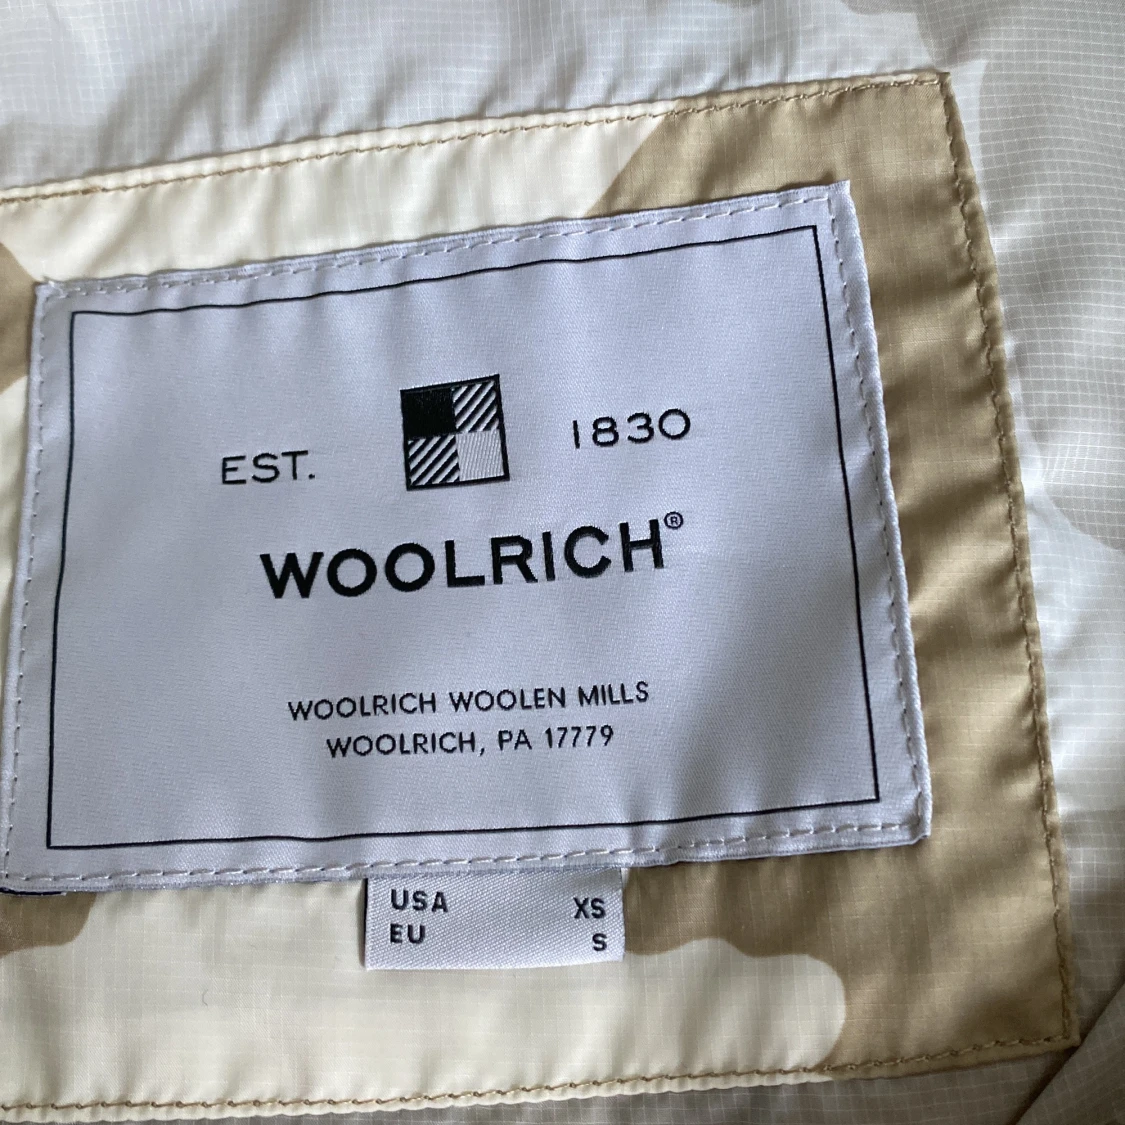 EST. 1830
WOOLRICH®
WOOLRICH WOOLEN MILLS
WOOLRICH, PA 17779
USA XS
EU S